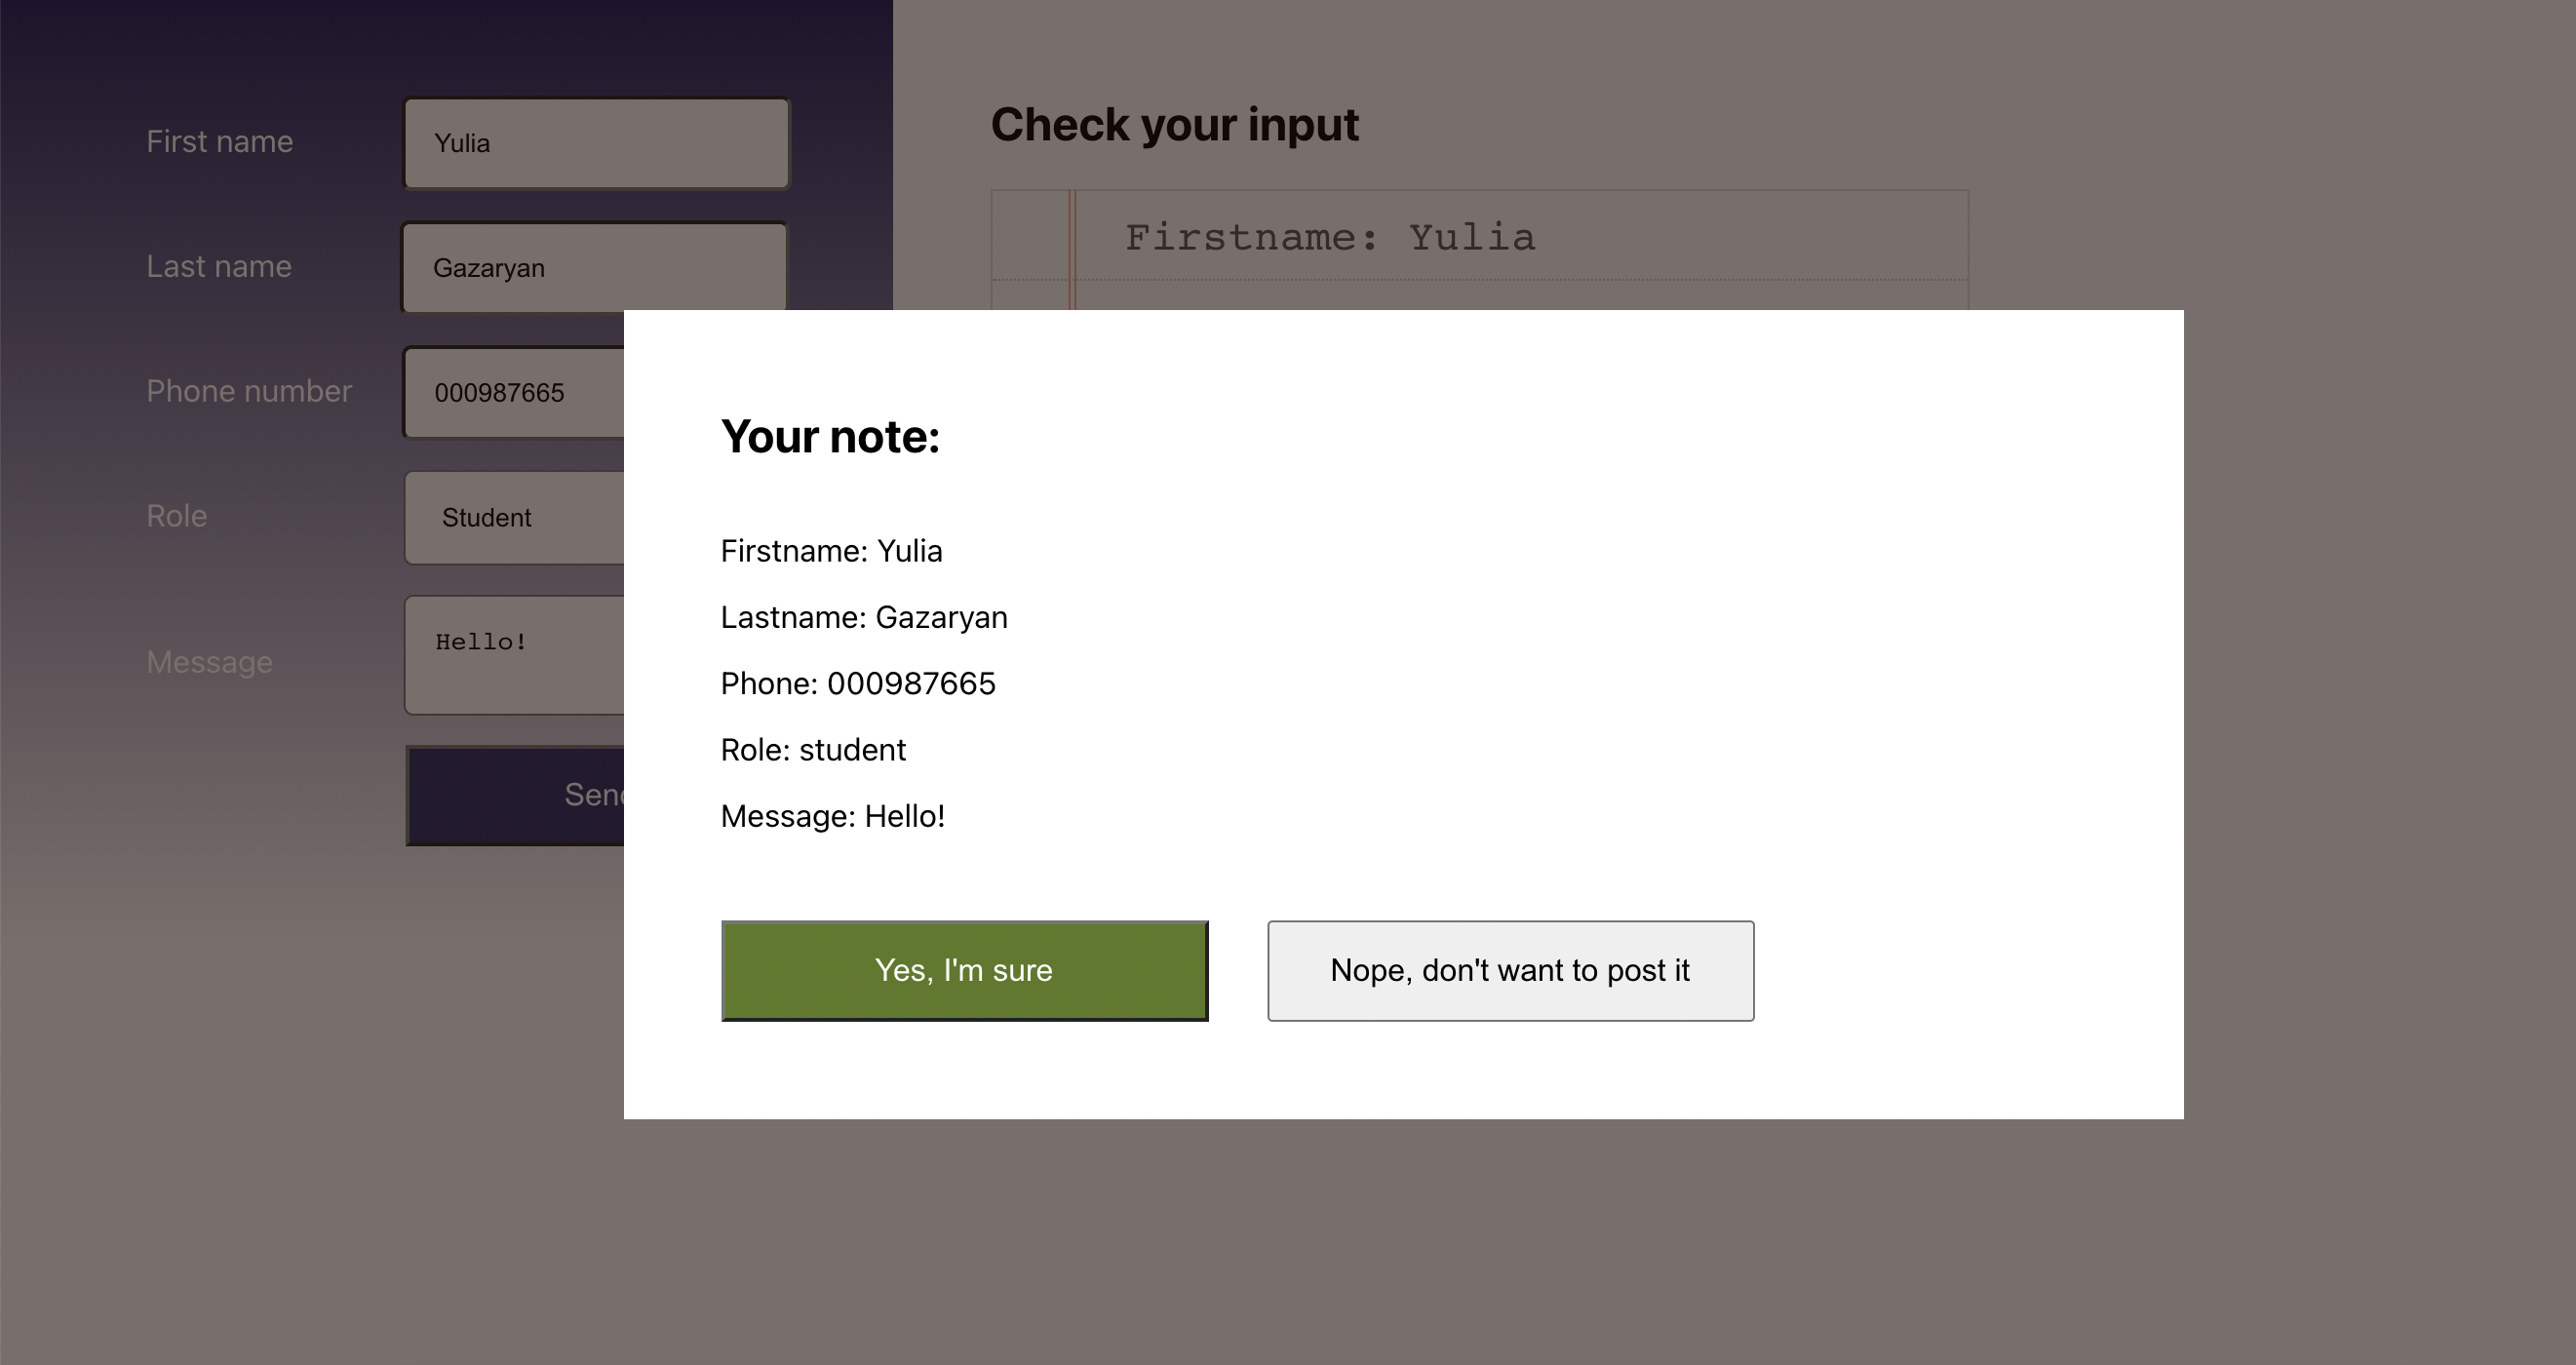 First name
Yulia
Last name
Gazaryan
Phone number
000987665
Role
Student
Message
Hello!
Check your input
Firstname: Yulia
Your note:
Firstname: Yulia
Lastname: Gazaryan
Phone: 000987665
Role: student
Message: Hello!
Yes, I'm sure
Nope, don't want to post it